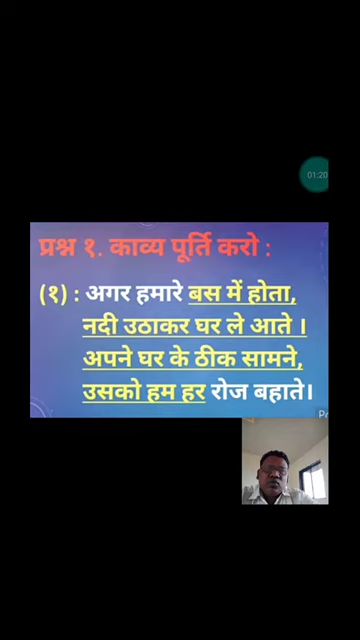 01:20
प्रश्न १. काव्य पूर्ति करो :
(१) : अगर हमारे बस में होता,
नदी उठाकर घर ले आते ।
अपने घर के ठीक सामने,
उसको हम हर रोज बहाते।